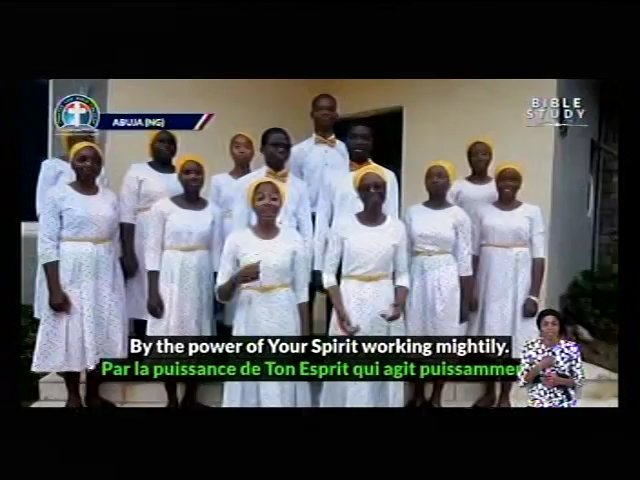 ABUJA (NG)
BIBLE
STUDY
By the power of Your Spirit working mightily.
Par la puissance de Ton Esprit qui agit puissamme